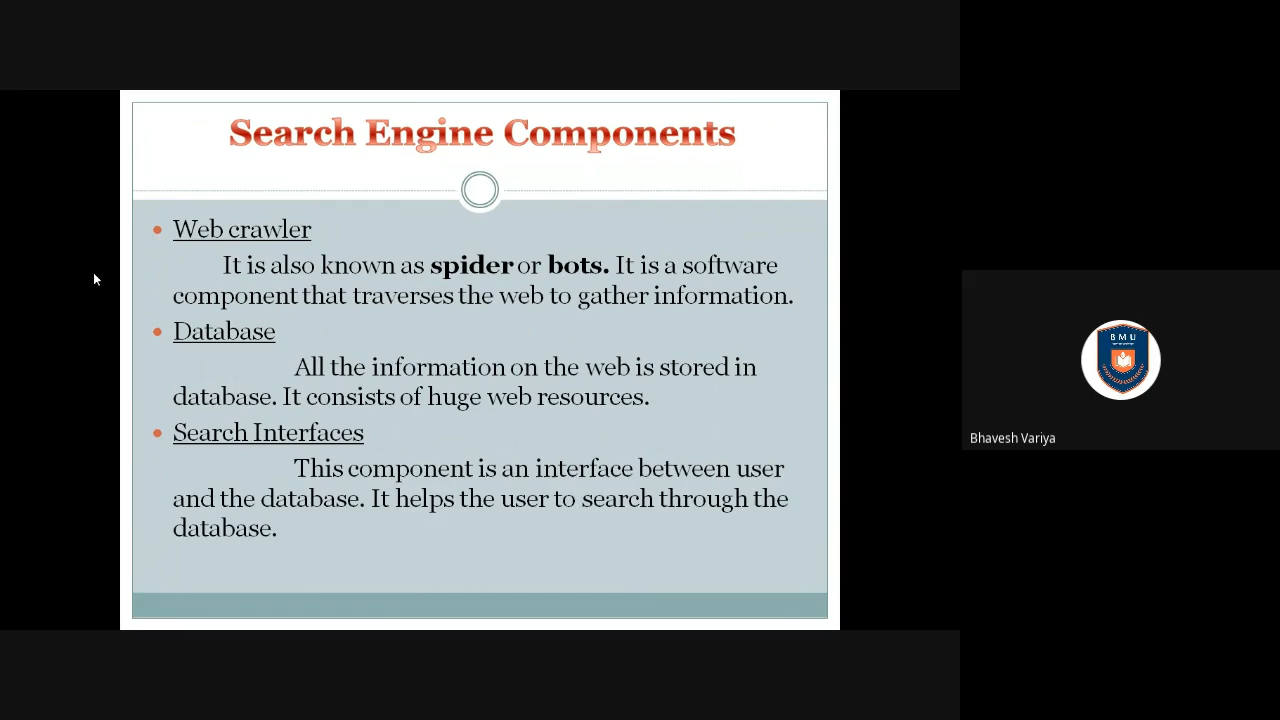 Search Engine Components
• Web crawler
It is also known as spider or bots. It is a software
component that traverses the web to gather information.
• Database
All the information on the web is stored in
database. It consists of huge web resources.
• Search Interfaces
This component is an interface between user
and the database. It helps the user to search through the
database.
BMU
Bhavesh Variya